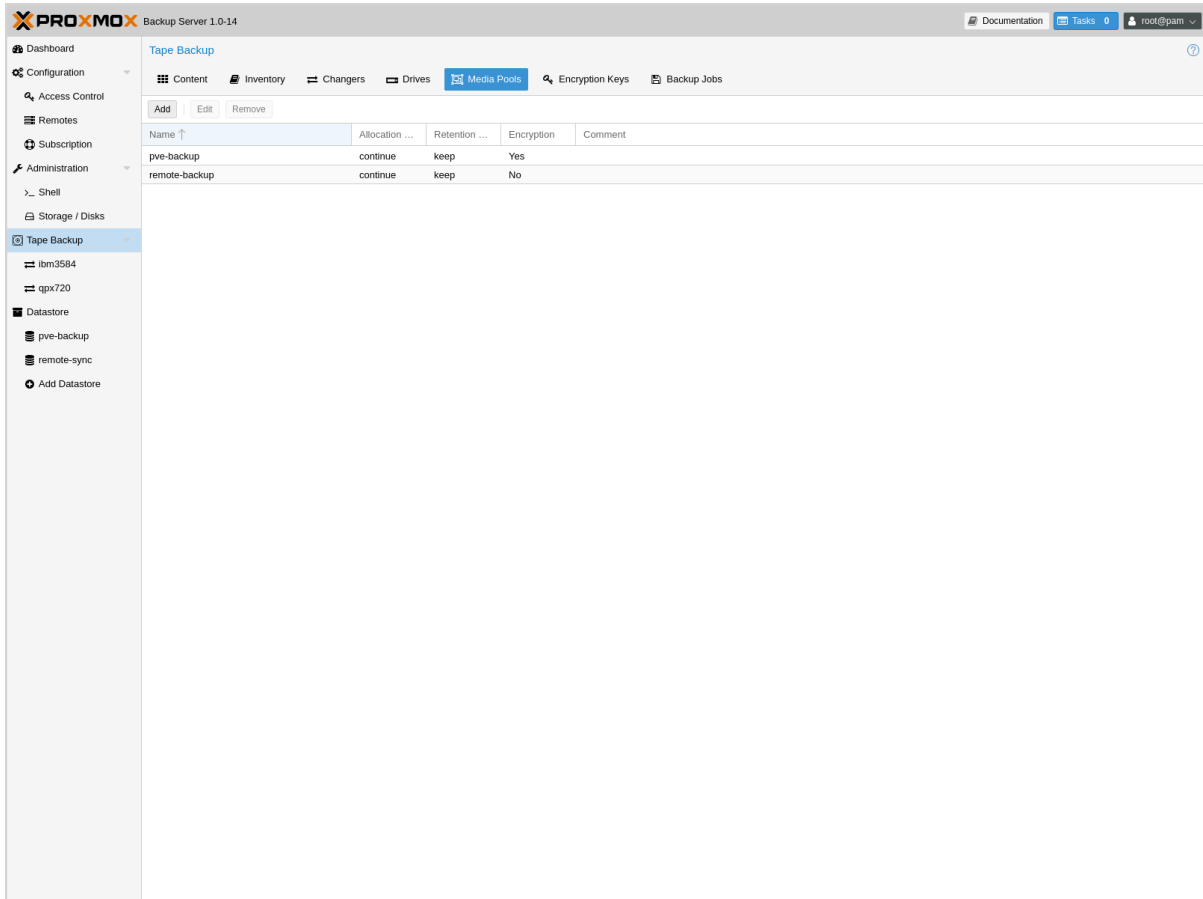 PROXMOX Backup Server 1.0-14 Documentation Tasks 0 root@pam
Dashboard
Configuration
Access Control
Remotes
Subscription
Administration
>_ Shell
Storage / Disks
Tape Backup
ibm3584
qpx720
Datastore
pve-backup
remote-sync
Add Datastore
Tape Backup
Content Inventory Changers Drives Media Pools Encryption Keys Backup Jobs
Add Edit Remove
Name Allocation ... Retention ... Encryption Comment
pve-backup continue keep Yes
remote-backup continue keep No